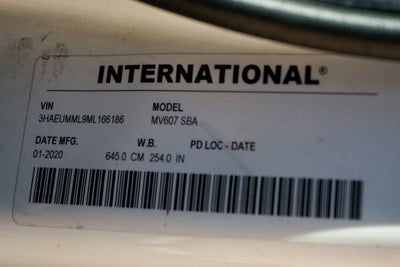 INTERNATIONAL®
VIN MODEL
3HAEUMML9ML166186 MV607 SBA
DATE MFG. W.B. PD LOC - DATE
01-2020 645.0 CM 254.0 IN